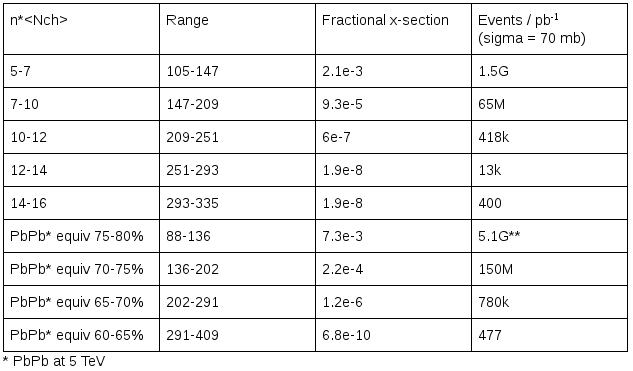 n*<Nch> Range Fractional x-section Events / pb-1
(sigma = 70 mb)
5-7 105-147 2.1e-3 1.5G
7-10 147-209 9.3e-5 65M
10-12 209-251 6e-7 418k
12-14 251-293 1.9e-8 13k
14-16 293-335 1.9e-8 400
PbPb* equiv 75-80% 88-136 7.3e-3 5.1G**
PbPb* equiv 70-75% 136-202 2.2e-4 150M
PbPb* equiv 65-70% 202-291 1.2e-6 780k
PbPb* equiv 60-65% 291-409 6.8e-10 477
* PbPb at 5 TeV